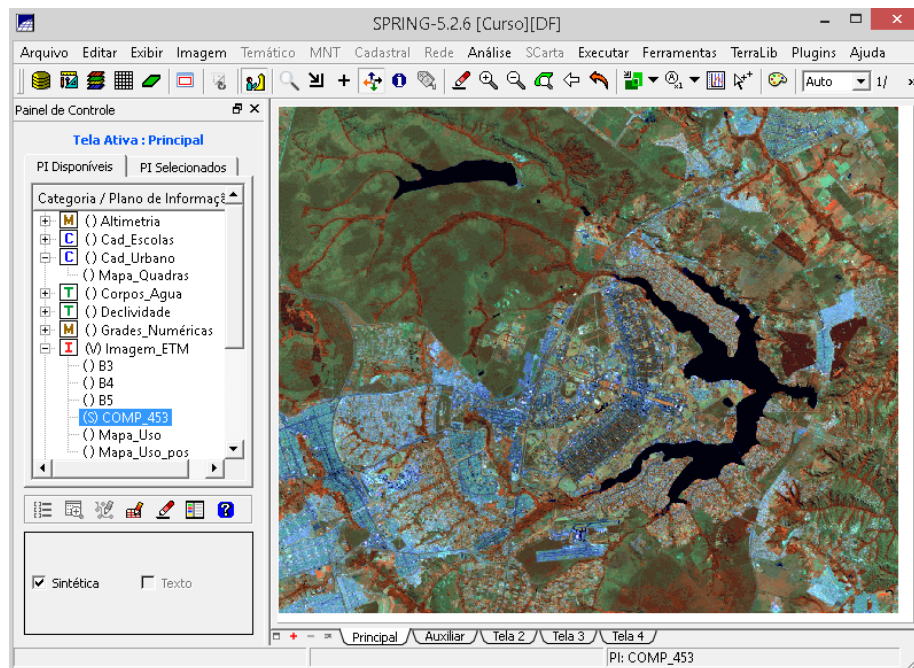 SPRING-5.2.6 [Curso][DF]
Arquivo Editar Exibir Imagem Temático MNT Cadastral Rede Análise SCarta Executar Ferramentas TerraLib Plugins Ajuda
Auto 1/ »
Painel de Controle
Tela Ativa : Principal
PI Disponíveis PI Selecionados
Categoria / Plano de Informaçã
M () Altimetria
C () Cad_Escolas
C () Cad_Urbano
() Mapa_Quadras
T () Corpos_Agua
T () Declividade
M () Grades_Numéricas
I (V) Imagem_ETM
() B3
() B4
() B5
(S) COMP_453
() Mapa_Uso
() Mapa_Uso_pos
Sintética Texto
Principal Auxiliar Tela 2 Tela 3 Tela 4
PI: COMP_453